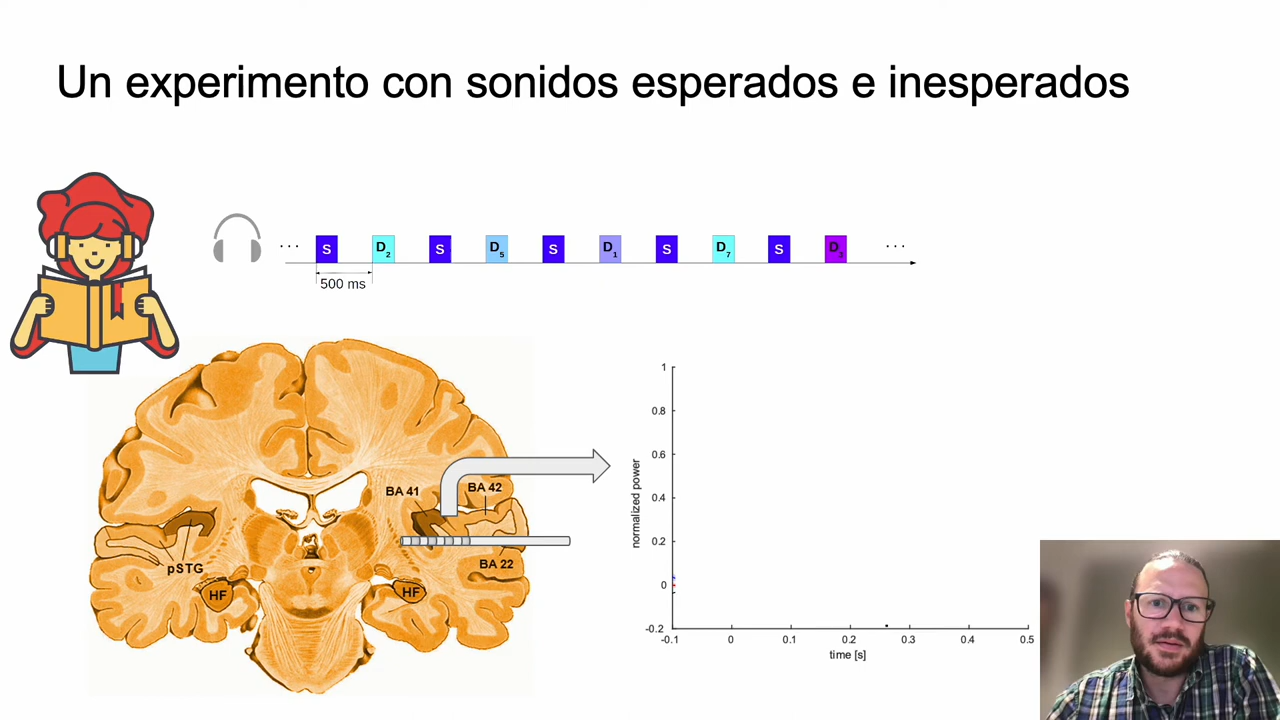 Un experimento con sonidos esperados e inesperados
... S D2 S D5 S D1 S D7 S D3 ...
500 ms
BA 41
BA 42
BA 22
pSTG
HF
HF
1
0.8
0.6
0.4
0.2
0
-0.2
normalized power
-0.1 0 0.1 0.2 0.3 0.4 0.5
time [s]